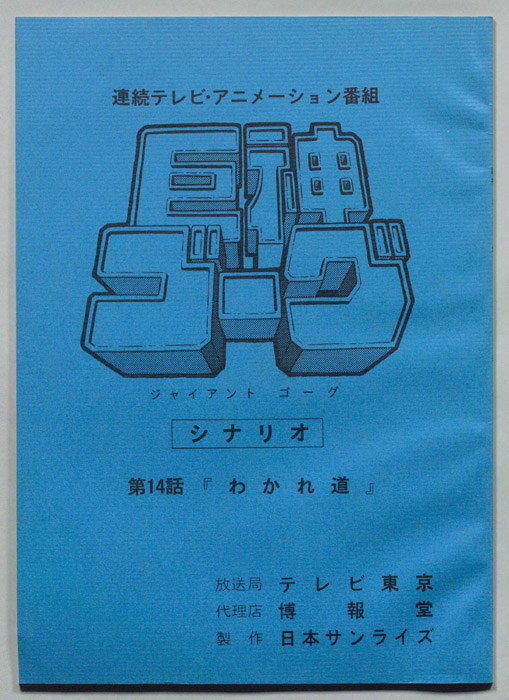 連続テレビ・アニメーション番組
巨神
ゴーグ
ジャイアント ゴーグ
シナリオ
第14話 『わかれ道』
放送局 テレビ東京
代理店 博報堂
製作 日本サンライズ